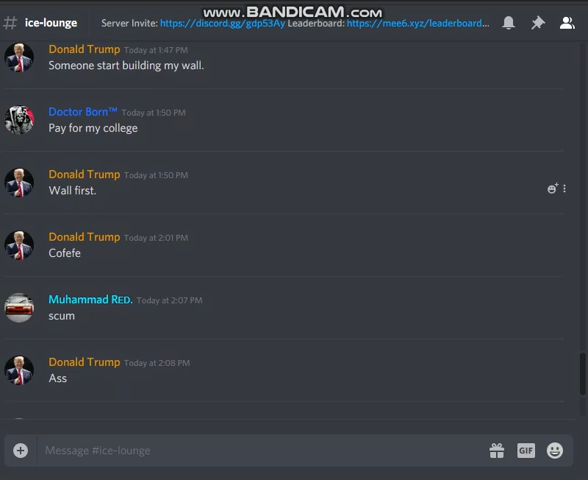 www.BANDICAM.com
# ice-lounge Server Invite: https://discord.gg/gdp53Ay Leaderboard: https://mee6.xyz/leaderboard...
Donald Trump Today at 1:47 PM
Someone start building my wall.
Doctor Born™ Today at 1:50 PM
Pay for my college
Donald Trump Today at 1:50 PM
Wall first.
Donald Trump Today at 2:01 PM
Cofefe
Muhammad RED. Today at 2:07 PM
scum
Donald Trump Today at 2:08 PM
Ass
Message #ice-lounge
GIF